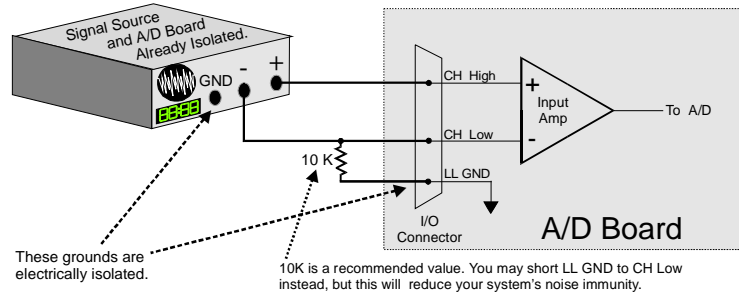 Signal Source
and A/D Board
Already Isolated.
GND
-
+
CH High
+
Input
Amp
To A/D
CH Low
-
10 K
LL GND
I/O
Connector
A/D Board
These grounds are
electrically isolated.
10K is a recommended value. You may short LL GND to CH Low
instead, but this will reduce your system's noise immunity.